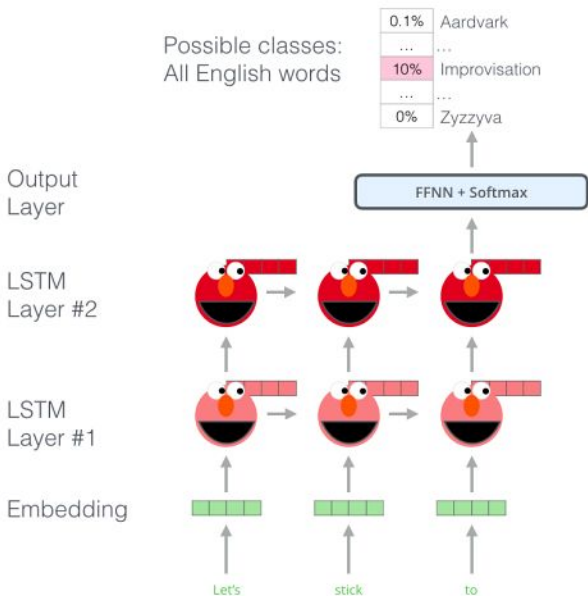 Possible classes:
All English words
0.1% Aardvark
... ...
10% Improvisation
... ...
0% Zyzzyva
Output
Layer
FFNN + Softmax
LSTM
Layer #2
LSTM
Layer #1
Embedding
Let's stick to